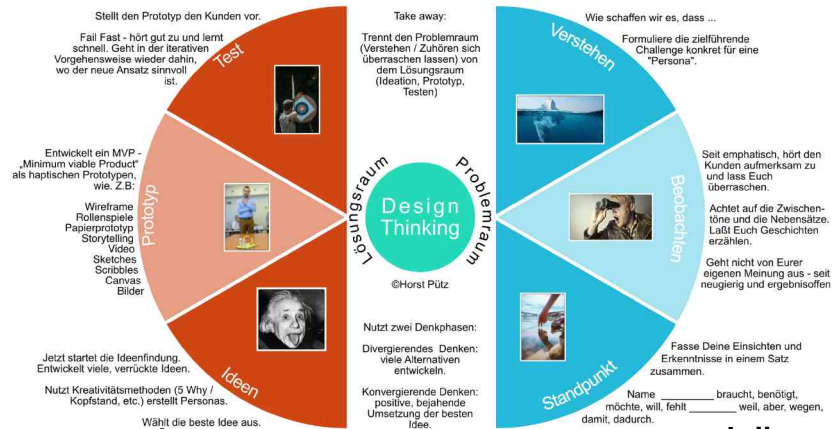 Stellt den Prototyp den Kunden vor.
Fail Fast - hört gut zu und lernt
schnell. Geht in der iterativen
Vorgehensweise wieder dahin,
wo der neue Ansatz sinnvoll
ist.
Test
Entwickelt ein MVP -
„Minimum viable Product"
als haptischen Prototypen,
wie. Z.B:
Wireframe
Rollenspiele
Papierprototyp
Storytelling
Video
Sketches
Scribbles
Canvas
Bilder
Prototyp
Jetzt startet die Ideenfindung.
Entwickelt viele, verrückte Ideen.
Nutzt Kreativitätsmethoden (5 Why /
Kopfstand, etc.) erstellt Personas.
Wählt die beste Idee aus.
Ideen
Take away:
Trennt den Problemraum
(Verstehen / Zuhören sich
überraschen lassen) von
dem Lösungsraum
(Ideation, Prototyp,
Testen)
Lösungsraum
Problemraum
Design
Thinking
©Horst Pütz
Nutzt zwei Denkphasen:
Divergierendes Denken:
viele Alternativen
entwickeln.
Konvergierende Denken:
positive, bejahende
Umsetzung der besten
Idee.
Wie schaffen wir es, dass ...
Formuliere die zielführende
Challenge konkret für eine
"Persona".
Verstehen
Seit emphatisch, hört den
Kunden aufmerksam zu
und lass Euch
überraschen.
Achtet auf die Zwischen-
töne und die Nebensätze.
Laßt Euch Geschichten
erzählen.
Geht nicht von Eurer
eigenen Meinung aus - seit
neugierig und ergebnisoffen
Beobachten
Fasse Deine Einsichten und
Erkenntnisse in einem Satz
zusammen.
Name _________ braucht, benötigt,
möchte, will, fehlt ________ weil, aber, wegen,
damit, dadurch.
Standpunkt